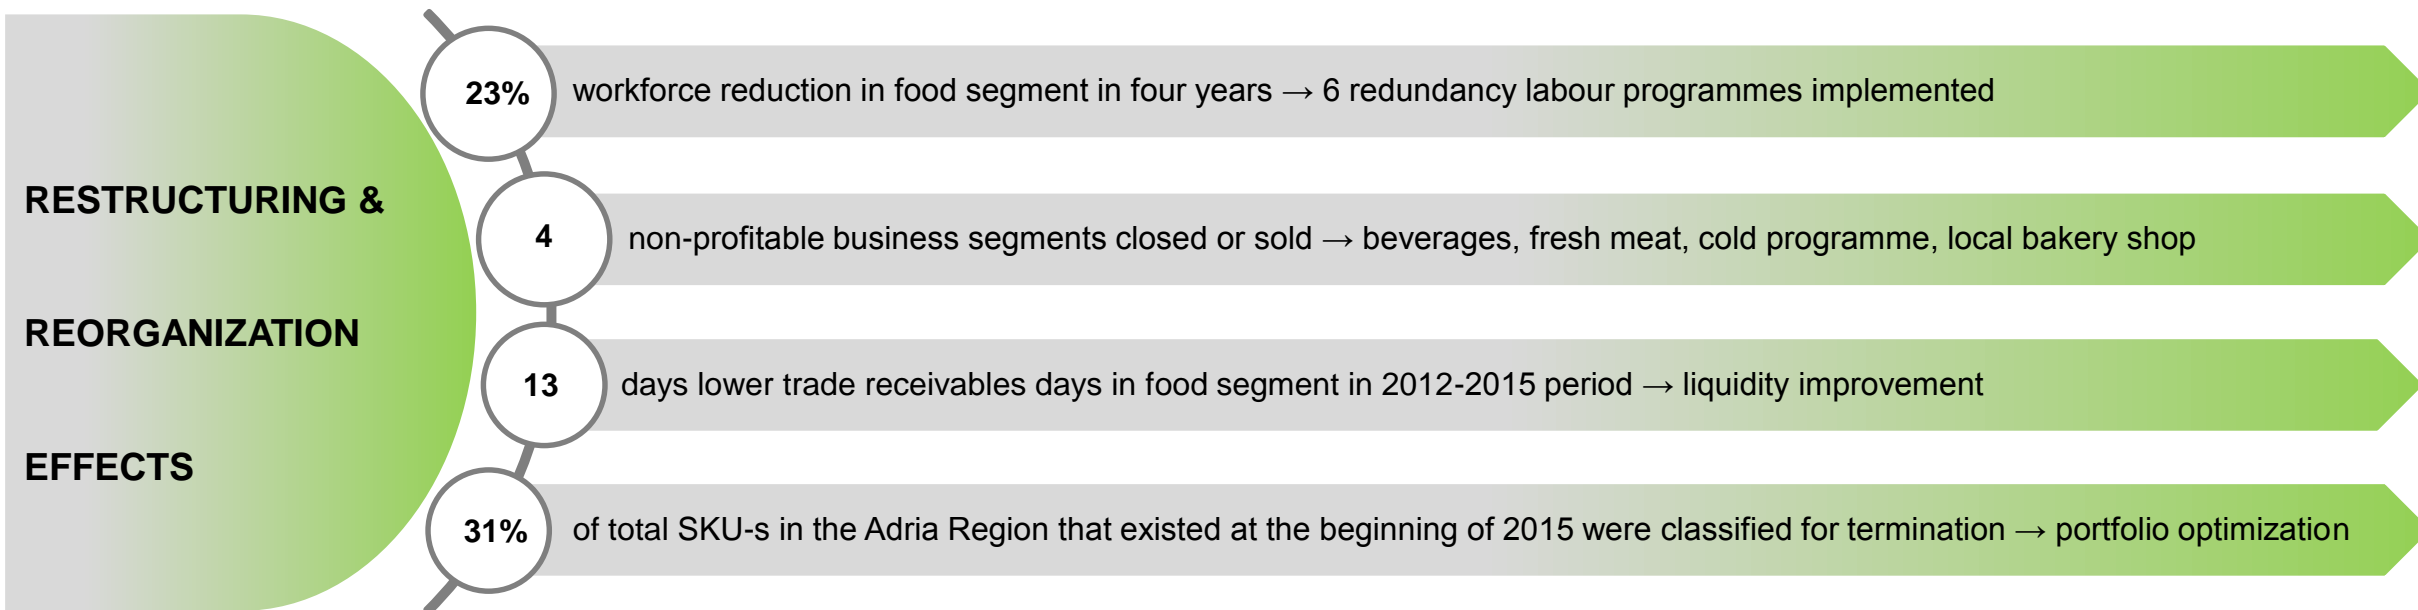 RESTRUCTURING &
REORGANIZATION
EFFECTS
23% workforce reduction in food segment in four years → 6 redundancy labour programmes implemented
4 non-profitable business segments closed or sold → beverages, fresh meat, cold programme, local bakery shop
13 days lower trade receivables days in food segment in 2012-2015 period → liquidity improvement
31% of total SKU-s in the Adria Region that existed at the beginning of 2015 were classified for termination → portfolio optimization